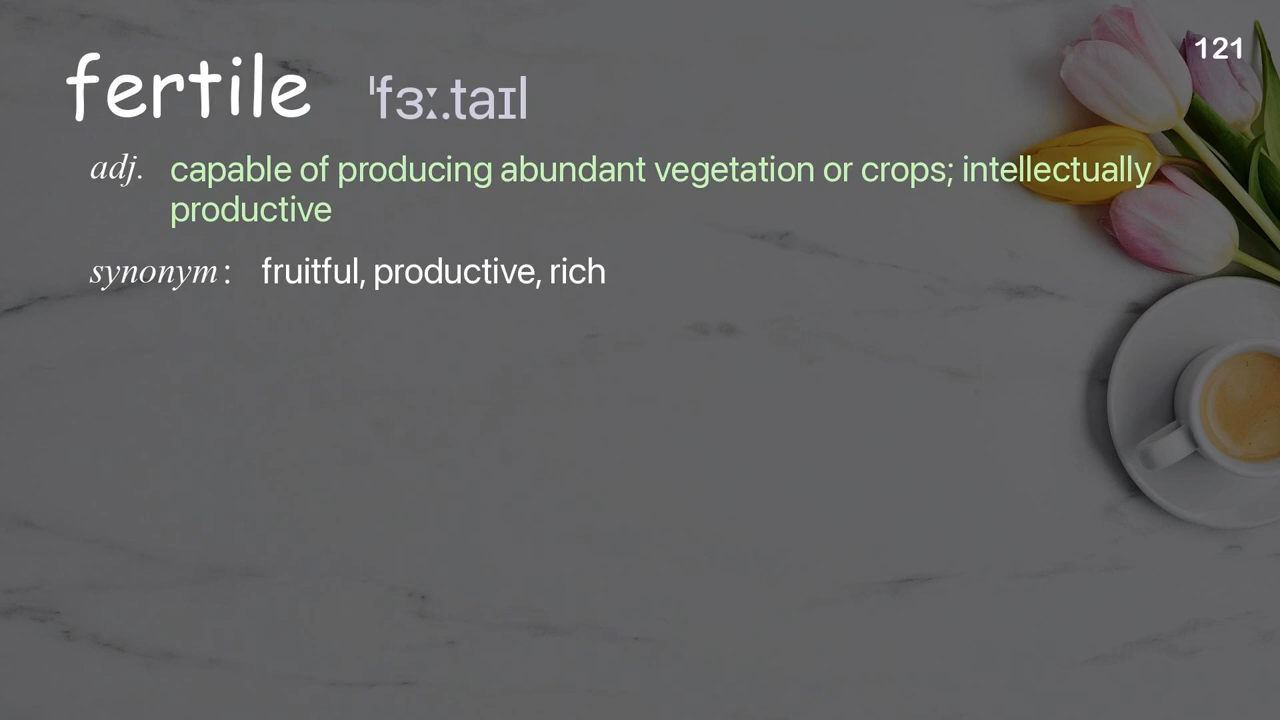 121
fertile ˈfɜː.taɪl
adj. capable of producing abundant vegetation or crops; intellectually
productive
synonym: fruitful, productive, rich